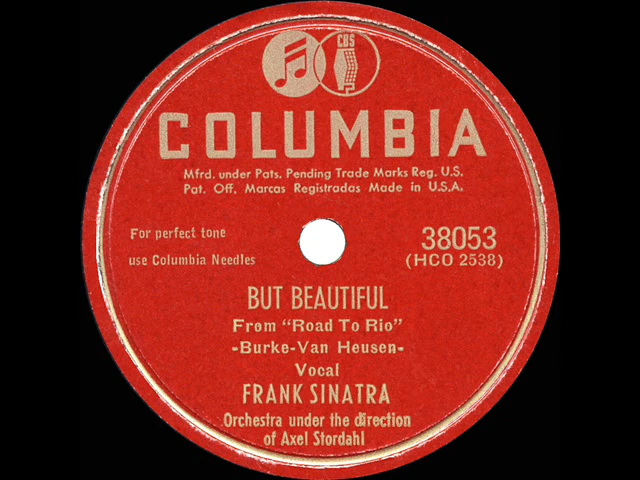 CBS
COLUMBIA
Mfrd. under Pats. Pending Trade Marks Reg. U.S.
Pat. Off. Marcas Registradas Made in U.S.A.
For perfect tone
use Columbia Needles
38053
(HCO 2538)
BUT BEAUTIFUL
From "Road To Rio"
-Burke-Van Heusen-
Vocal
FRANK SINATRA
Orchestra under the direction
of Axel Stordahl